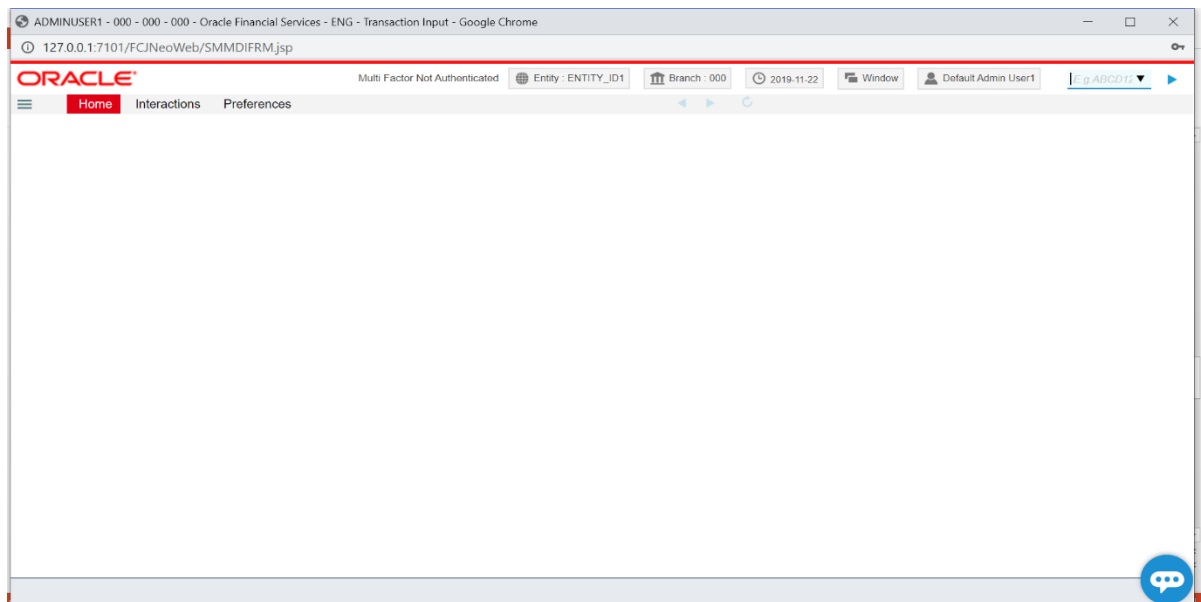 ADMINUSER1 - 000 - 000 - 000 - Oracle Financial Services - ENG - Transaction Input - Google Chrome
127.0.0.1:7101/FCJNeoWeb/SMMDIFRM.jsp
ORACLE Multi Factor Not Authenticated Entity : ENTITY_ID1 Branch : 000 2019-11-22 Window Default Admin User1 E.g.ABCD12
Home Interactions Preferences